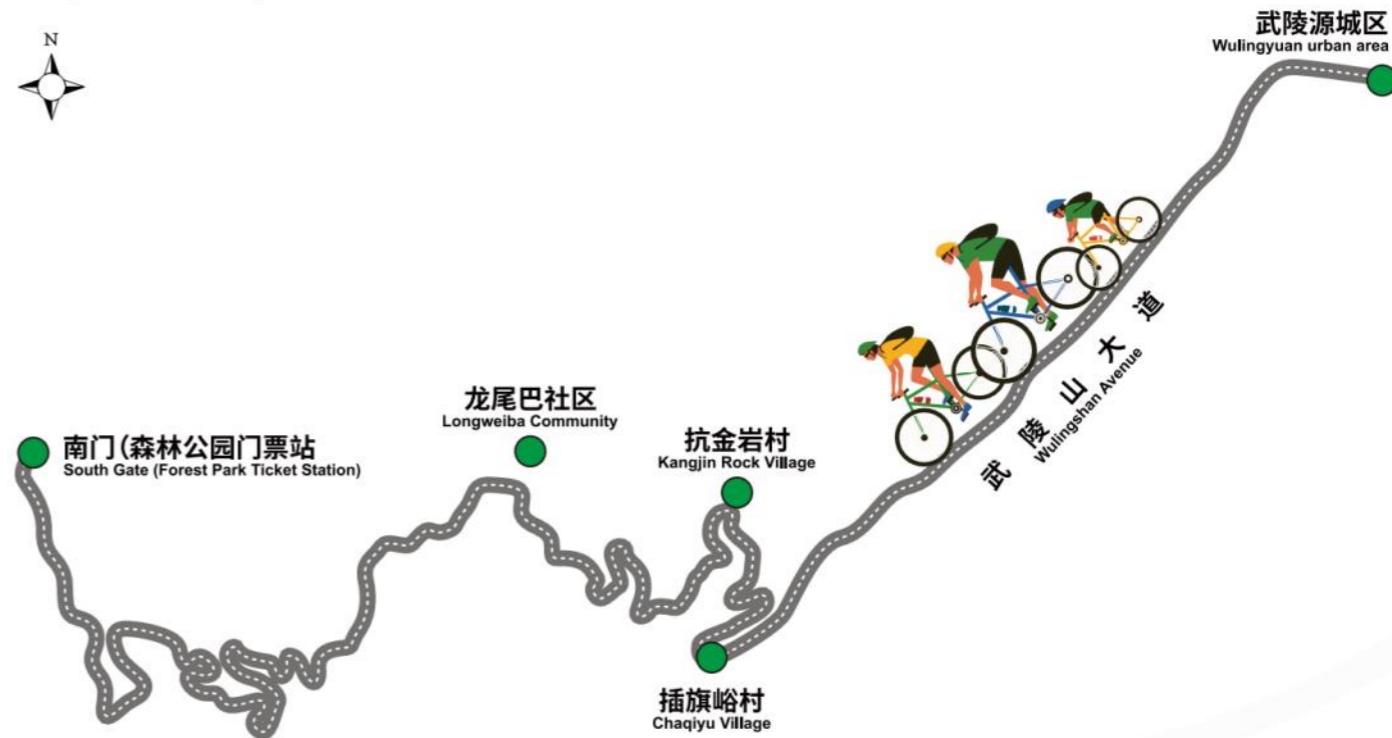 N
武陵源城区
Wulingyuan urban area
武陵山大道
Wulingshan Avenue
龙尾巴社区
Longweiba Community
抗金岩村
Kangjin Rock Village
南门(森林公园门票站
South Gate (Forest Park Ticket Station)
插旗峪村
Chaqiyu Village